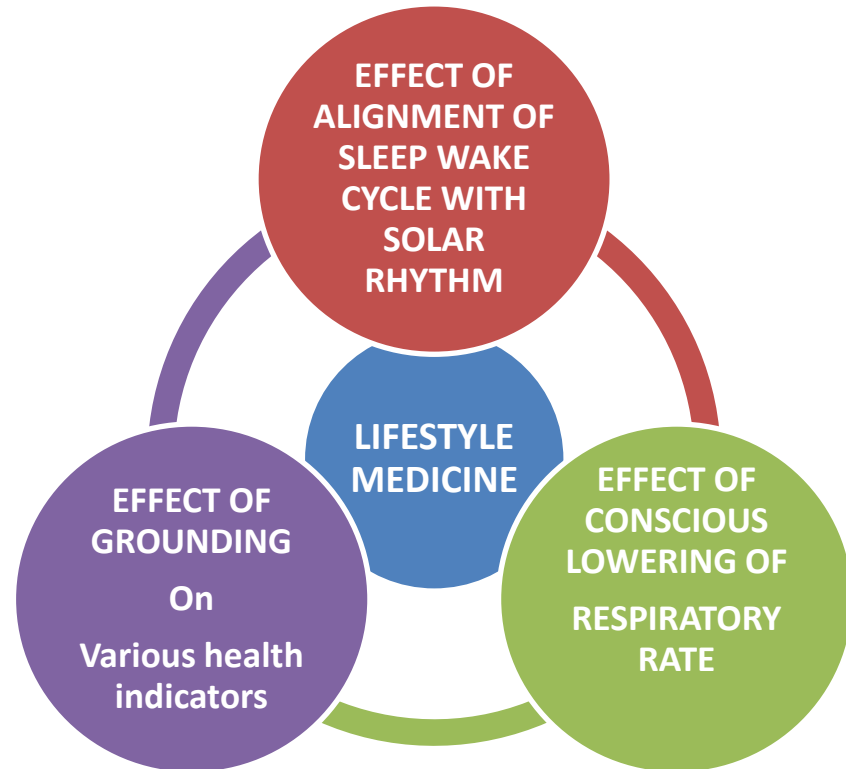 EFFECT OF
ALIGNMENT OF
SLEEP WAKE
CYCLE WITH
SOLAR
RHYTHM
LIFESTYLE
MEDICINE
EFFECT OF
GROUNDING
On
Various health
indicators
EFFECT OF
CONSCIOUS
LOWERING OF
RESPIRATORY
RATE